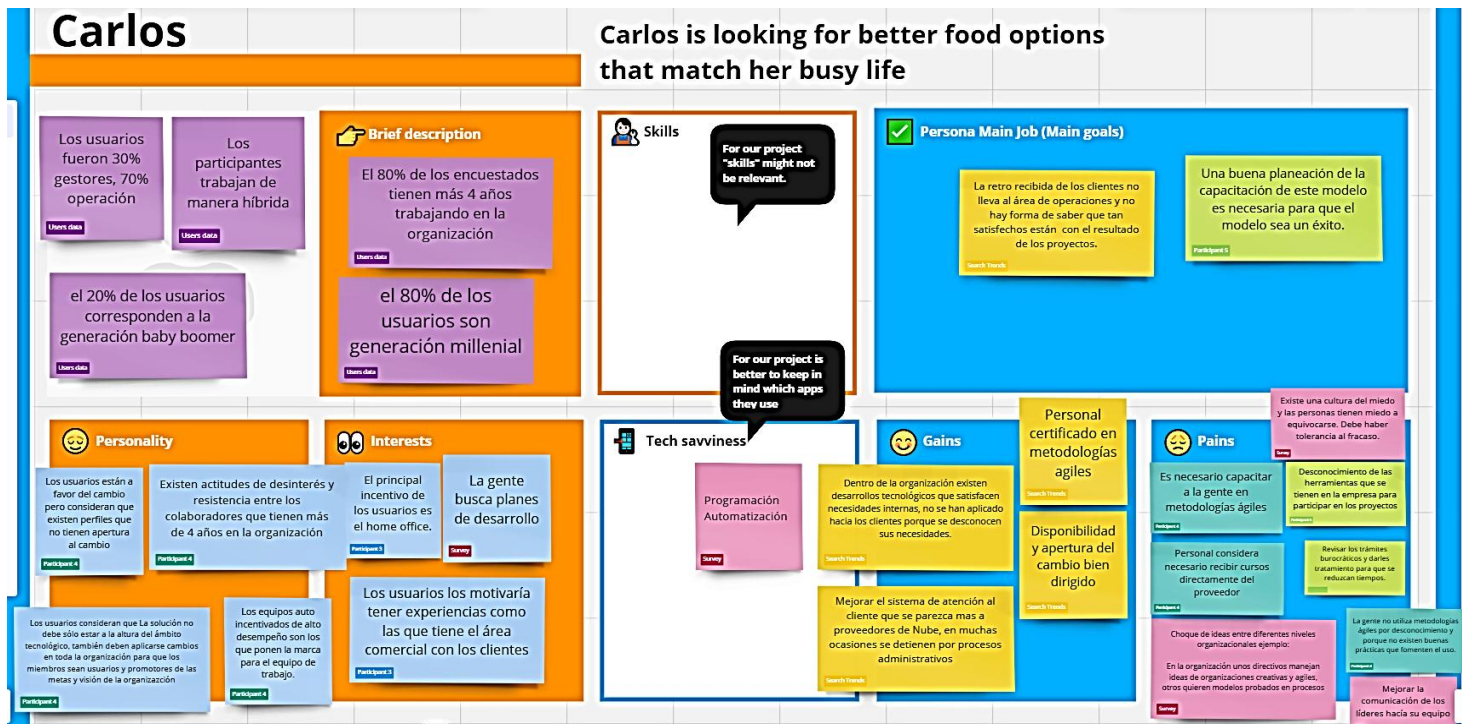 Carlos
Carlos is looking for better food options
that match her busy life
Los usuarios
fueron 30%
gestores, 70%
operación
Users data
Los
participantes
trabajan de
manera híbrida
Users data
el 20% de los usuarios
corresponden a la
generación baby boomer
Users data
Brief description
El 80% de los encuestados
tienen más 4 años
trabajando en la
organización
Users data
el 80% de los
usuarios son
generación millenial
Users data
Skills
For our project
"skills" might not
be relevant.
Persona Main Job (Main goals)
La retro recibida de los clientes no
lleva al área de operaciones y no
hay forma de saber que tan
satisfechos están con el resultado
de los proyectos.
Search Trends
Una buena planeación de la
capacitación de este modelo
es necesaria para que el
modelo sea un éxito.
Participant 5
Personality
Los usuarios están a
favor del cambio
pero consideran que
existen perfiles que
no tienen apertura
al cambio
Participant 4
Existen actitudes de desinterés y
resistencia entre los
colaboradores que tienen más
de 4 años en la organización
Participant 4
Los usuarios consideran que La solución no
debe sólo estar a la altura del ámbito
tecnológico, también deben aplicarse cambios
en toda la organización para que los
miembros sean usuarios y promotores de las
metas y visión de la organizacción
Participant 4
Los equipos auto
incentivados de alto
desempeño son los
que ponen la marca
para el equipo de
trabajo.
Participant 4
Interests
El principal
incentivo de
los usuarios es
el home office.
Participant 3
La gente
busca planes
de desarrollo
Survey
Los usuarios los motivaría
tener experiencias como
las que tiene el área
comercial con los clientes
Participant 3
Tech savviness
For our project is
better to keep in
mind which apps
they use
Programación
Automatización
Survey
Gains
Personal
certificado en
metodologías
agiles
Search Trends
Dentro de la organización existen
desarrollos tecnológicos que satisfacen
necesidades internas, no se han aplicado
hacia los clientes porque se desconocen
sus necesidades.
Search Trends
Disponibilidad
y apertura del
cambio bien
dirigido
Search Trends
Mejorar el sistema de atención al
cliente que se parezca mas a
proveedores de Nube, en muchas
ocasiones se detienen por procesos
administrativos
Search Trends
Pains
Existe una cultura del miedo
y las personas tienen miedo a
equivocarse. Debe haber
tolerancia al fracaso.
Survey
Es necesario capacitar
a la gente en
metodologías ágiles
Desconocimiento de las
herramientas que se
tienen en la empresa para
participar en los proyectos
Personal considera
necesario recibir cursos
directamente del
proveedor
Revisar los trámites
burocráticos y darles
tratamiento para que se
reduzcan tiempos.
Choque de ideas entre diferentes niveles
organizacionales ejemplo:
En la organización unos directivos manejan
ideas de organizaciones creativas y agiles,
otros quieren modelos probados en procesos
Survey
La gente no utiliza metodologías
ágiles por desconocimiento y
porque no existen buenas
prácticas que fomenten el uso.
Mejorar la
comunicación de los
líderes hacía su equipo